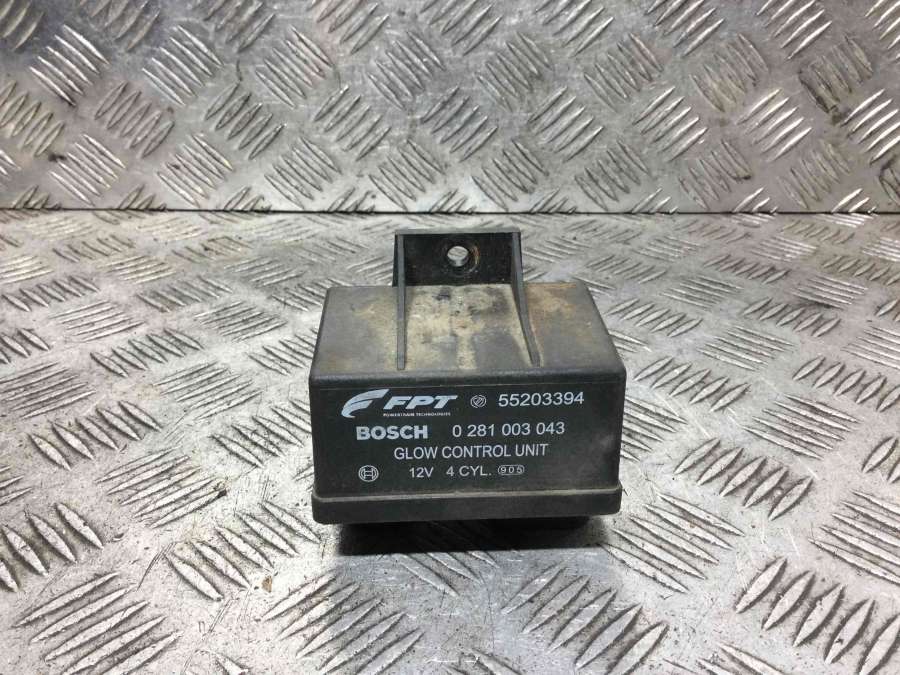 FPT 55203394
POWERTRAIN TECHNOLOGIES
BOSCH 0 281 003 043
GLOW CONTROL UNIT
12V 4 CYL. 905